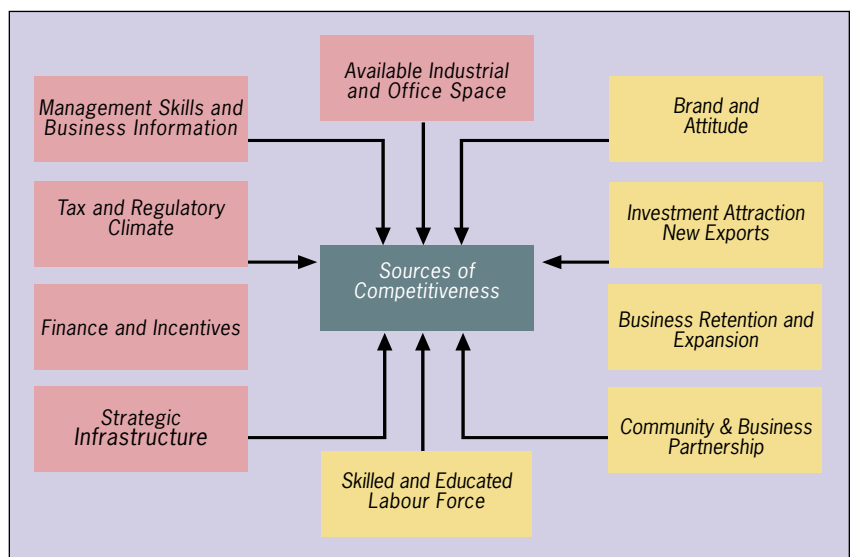 Available Industrial
and Office Space
Management Skills and
Business Information
Brand and
Attitude
Tax and Regulatory
Climate
Investment Attraction
New Exports
Sources of
Competitiveness
Finance and Incentives
Business Retention and
Expansion
Strategic
Infrastructure
Community & Business
Partnership
Skilled and Educated
Labour Force